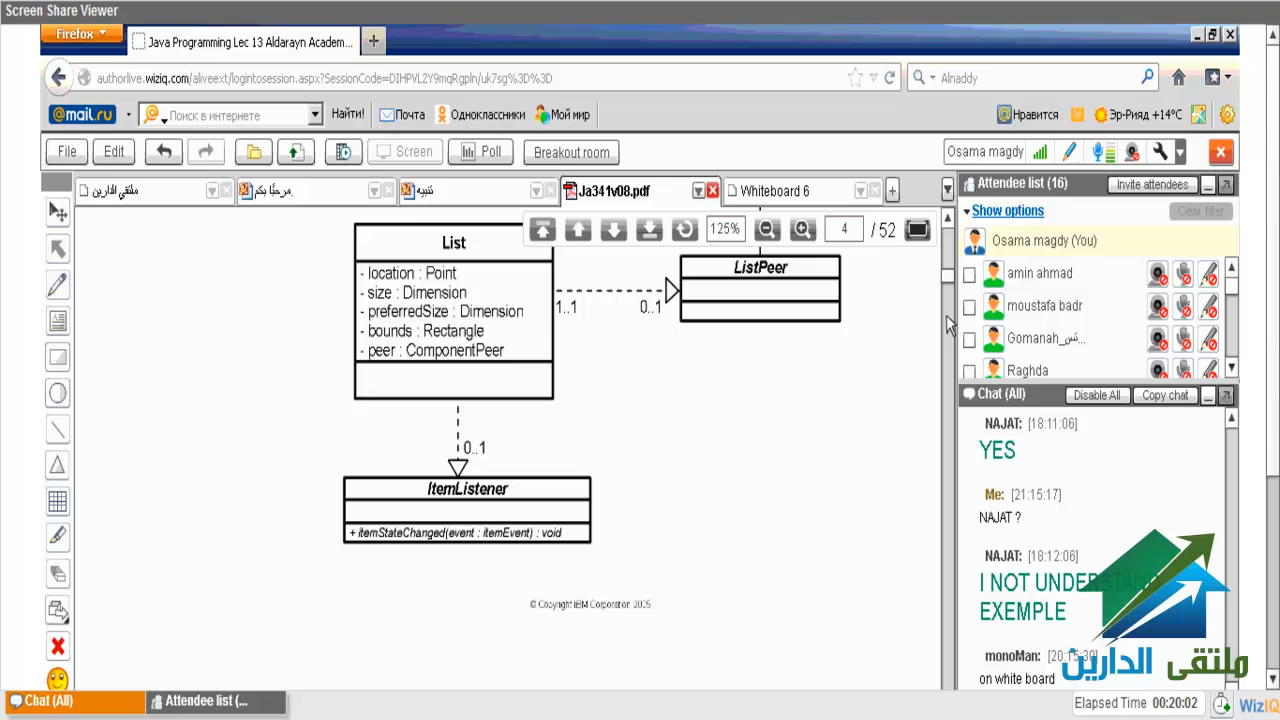 Screen Share Viewer
Firefox
Java Programming Lec 13 Aldarayn Academ...
authorlive.wiziq.com/aliveext/logintosession.aspx?SessionCode=DIHPVL2Y9mqRgpln/uk7sg%3D%3D
Alnaddy
@mail.ru
Поиск в интернете
Найти!
Почта
Одноклассники
Мой мир
Нравится
Эр-Рияд +14°C
File
Edit
Screen
Poll
Breakout room
Osama magdy
ملتقي الدارين
مرحبًا بكم.
تنبيه
Ja341v08.pdf
Whiteboard 6
125%
4
/ 52
List
- location : Point
- size : Dimension
- preferredSize : Dimension
- bounds : Rectangle
- peer : ComponentPeer
1..1
0..1
ListPeer
0..1
ItemListener
+ itemStateChanged(event : itemEvent) : void
© Copyright IBM Corporation 2005
Attendee list (16)
Invite attendees
Show options
Clear filter
Osama magdy (You)
amin ahmad
moustafa badr
Gomanah_نس...
Raghda
Chat (All)
Disable All
Copy chat
NAJAT: [18:11:06]
YES
Me: [21:15:17]
NAJAT ?
NAJAT: [18:12:06]
I NOT UNDERSTAND
EXEMPLE
monoMan: [20:15:39]
on white board
ملتقى الدارين
Chat (All)
Attendee list (...
Elapsed Time 00:20:02
WizIQ